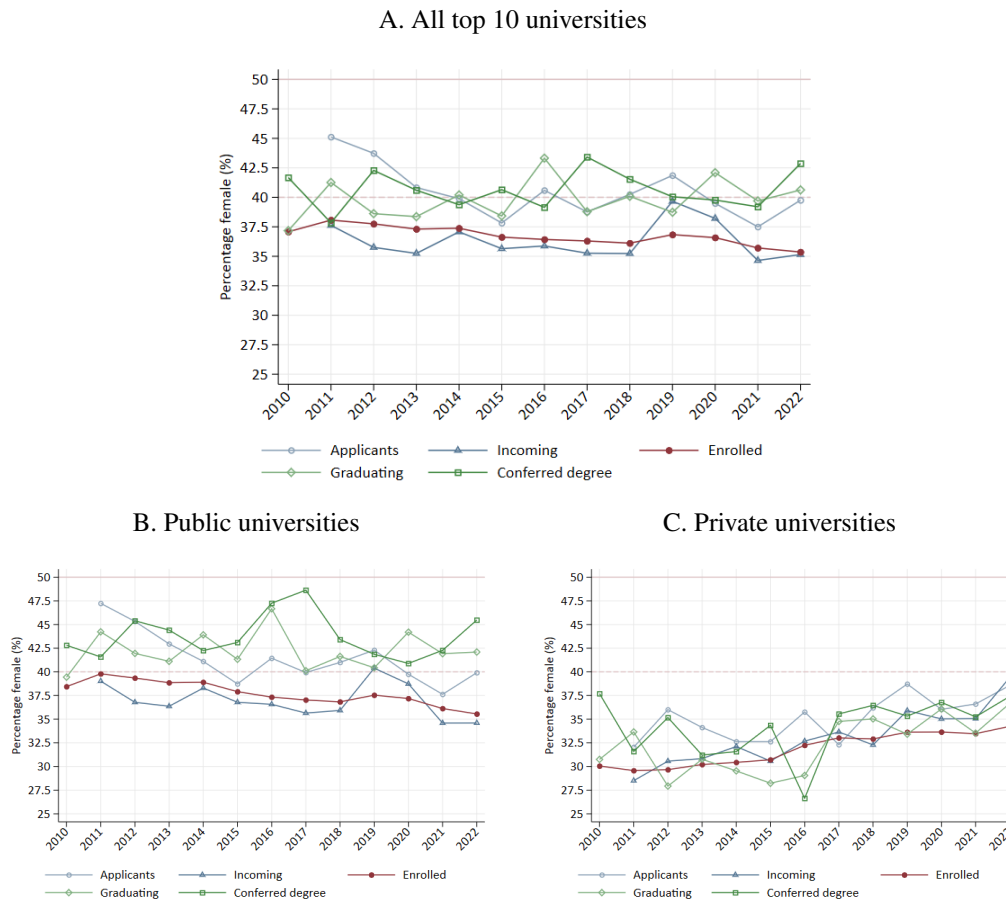 A. All top 10 universities
Percentage female (%)
50
47.5
45
42.5
40
37.5
35
32.5
30
27.5
25
2010 2011 2012 2013 2014 2015 2016 2017 2018 2019 2020 2021 2022
Applicants Incoming Enrolled
Graduating Conferred degree
B. Public universities
Percentage female (%)
50
47.5
45
42.5
40
37.5
35
32.5
30
27.5
25
2010 2011 2012 2013 2014 2015 2016 2017 2018 2019 2020 2021 2022
Applicants Incoming Enrolled
Graduating Conferred degree
C. Private universities
Percentage female (%)
50
47.5
45
42.5
40
37.5
35
32.5
30
27.5
25
2010 2011 2012 2013 2014 2015 2016 2017 2018 2019 2020 2021
Applicants Incoming Enrolled
Graduating Conferred degree